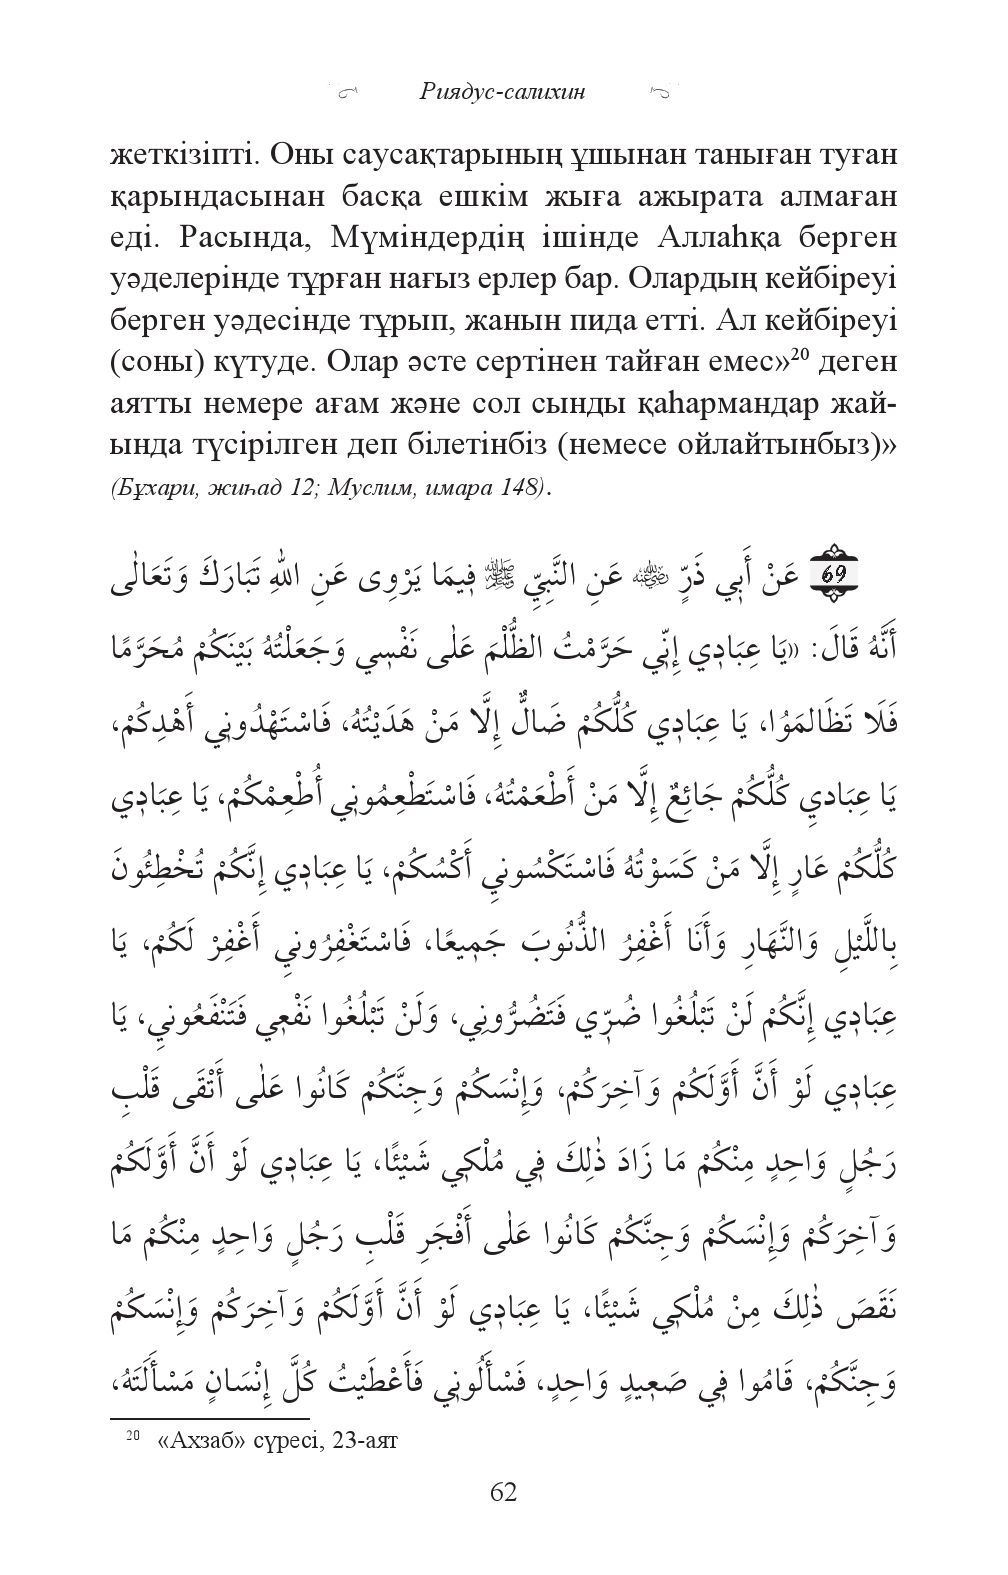 Риядус-салихин
жеткізіпті. Оны саусақтарының ұшынан таныған туған
қарындасынан басқа ешкім жыға ажырата алмаған
еді. Расында, Мүміндердің ішінде Аллаһқа берген
уәделерінде тұрған нағыз ерлер бар. Олардың кейбіреуі
берген уәдесінде тұрып, жанын пида етті. Ал кейбіреуі
(соны) күтуде. Олар әсте сертінен тайған емес»20 деген
аятты немере ағам және сол сынды қаһармандар жай-
ында түсірілген деп білетінбіз (немесе ойлайтынбыз)»
(Бұхари, жиһад 12; Муслим, имара 148).
69 عَنْ أَبِي ذَرٍّ ؓ عَنِ النَّبِيِّ ﷺ فِيمَا يَرْوِى عَنِ اللهِ تَبَارَكَ وَتَعَالٰى
أَنَّهُ قَالَ: «يَا عِبَادِي إِنِّي حَرَّمْتُ الظُّلْمَ عَلٰى نَفْسِي وَجَعَلْتُهُ بَيْنَكُمْ مُحَرَّمًا
فَلَا تَظَالمَوُا، يَا عِبَادِي كُلُّكُمْ ضَالٌّ إِلَّا مَنْ هَدَيْتُهُ، فَاسْتَهْدُونِي أَهْدِكُمْ،
يَا عِبَادِي كُلُّكُمْ جَائِعٌ إِلَّا مَنْ أَطْعَمْتُهُ، فَاسْتَطْعِمُونِي أُطْعِمْكُمْ، يَا عِبَادِي
كُلُّكُمْ عَارٍ إِلَّا مَنْ كَسَوْتُهُ فَاسْتَكْسُونِي أَكْسُكُمْ، يَا عِبَادِي إِنَّكُمْ تُخْطِئُونَ
بِاللَّيْلِ وَالنَّهَارِ وَأَنَا أَغْفِرُ الذُّنُوبَ جَمِيعًا، فَاسْتَغْفِرُونِي أَغْفِرْ لَكُمْ، يَا
عِبَادِي إِنَّكُمْ لَنْ تَبْلُغُوا ضُرِّي فَتَضُرُّونِي، وَلَنْ تَبْلُغُوا نَفْعِي فَتَنْفَعُونِي، يَا
عِبَادِي لَوْ أَنَّ أَوَّلَكُمْ وَآخِرَكُمْ، وَإِنْسَكُمْ وَجِنَّكُمْ كَانُوا عَلٰى أَتْقَى قَلْبِ
رَجُلٍ وَاحِدٍ مِنْكُمْ مَا زَادَ ذٰلِكَ فِي مُلْكِي شَيْئًا، يَا عِبَادِي لَوْ أَنَّ أَوَّلَكُمْ
وَآخِرَكُمْ وَإِنْسَكُمْ وَجِنَّكُمْ كَانُوا عَلٰى أَفْجَرِ قَلْبِ رَجُلٍ وَاحِدٍ مِنْكُمْ مَا
نَقَصَ ذٰلِكَ مِنْ مُلْكِي شَيْئًا، يَا عِبَادِي لَوْ أَنَّ أَوَّلَكُمْ وَآخِرَكُمْ وَإِنْسَكُمْ
وَجِنَّكُمْ، قَامُوا فِي صَعِيدٍ وَاحِدٍ، فَسْأَلُونِي فَأَعْطَيْتُ كُلَّ إِنْسَانٍ مَسْأَلَتَهُ،
20 «Ахзаб» сүресі, 23-аят
62